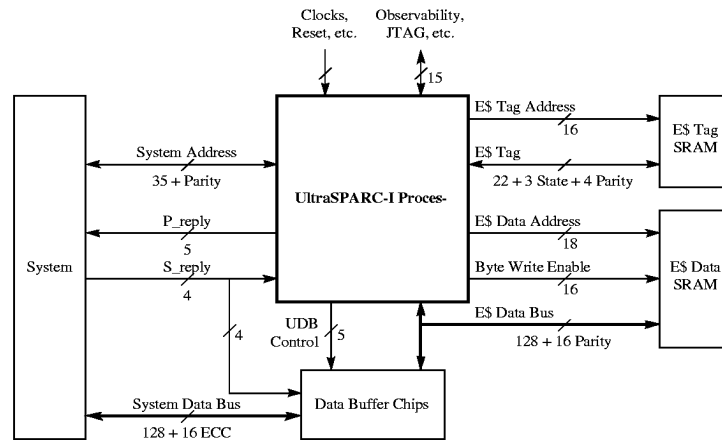 Clocks,
Reset, etc.
Observability,
JTAG, etc.
15
E$ Tag Address
16
E$ Tag
SRAM
System Address
35 + Parity
E$ Tag
22 + 3 State + 4 Parity
UltraSPARC-I Proces-
P_reply
5
E$ Data Address
18
System
S_reply
4
Byte Write Enable
16
E$ Data
SRAM
4
UDB
Control
5
E$ Data Bus
128 + 16 Parity
System Data Bus
128 + 16 ECC
Data Buffer Chips